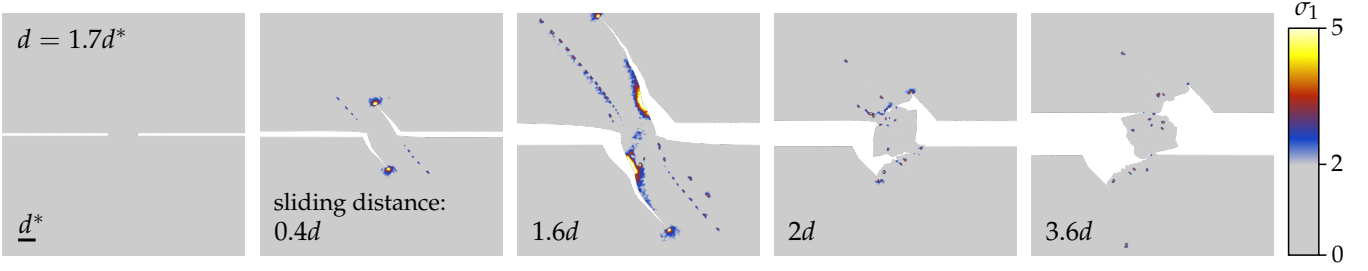 d = 1.7d*
d*
sliding distance:
0.4d
1.6d
2d
3.6d
σ1
5
2
0